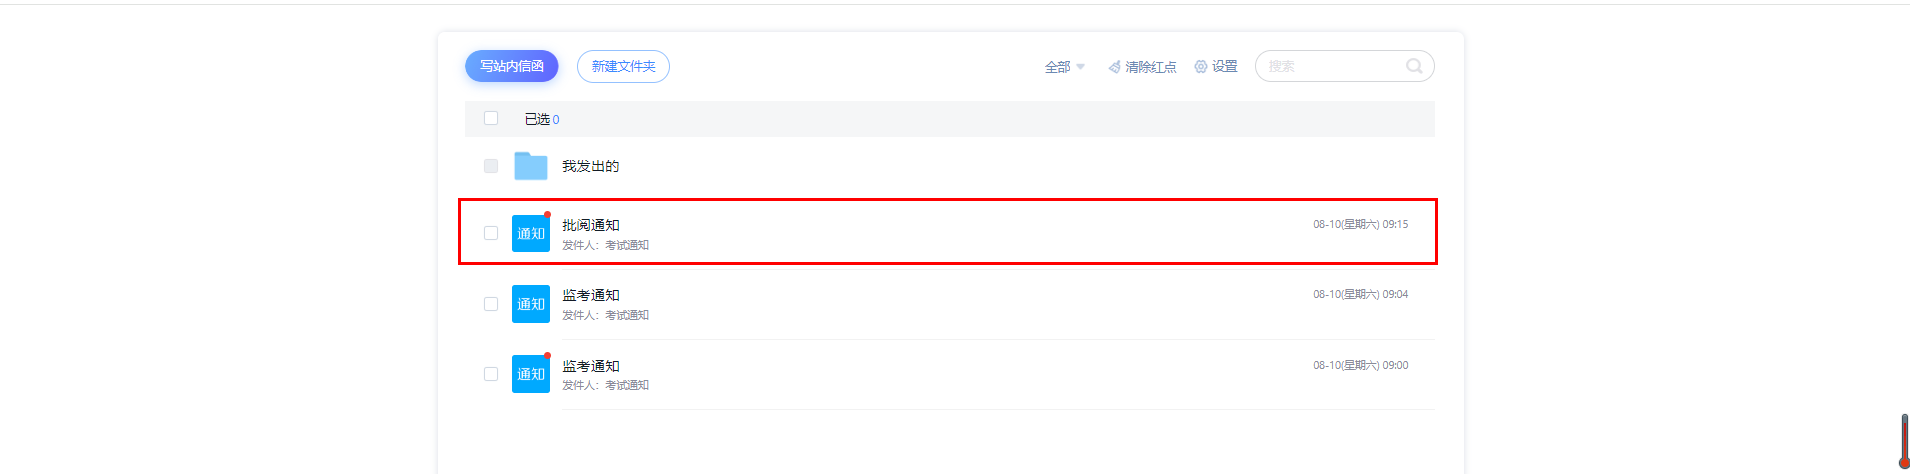 写站内信函 新建文件夹 全部 清除红点 设置 搜索
已选 0
我发出的
通知 批阅通知 08-10(星期六) 09:15
发件人：考试通知
通知 监考通知 08-10(星期六) 09:04
发件人：考试通知
通知 监考通知 08-10(星期六) 09:00
发件人：考试通知